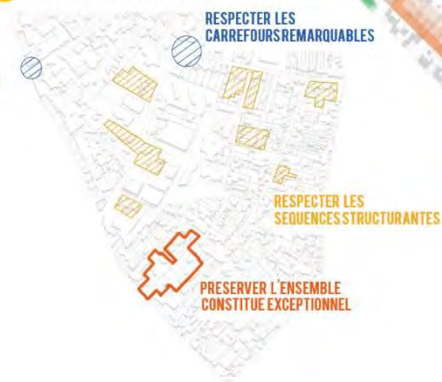 RESPECTER LES
CARREFOURS REMARQUABLES
RESPECTER LES
SEQUENCES STRUCTURANTES
PRESERVER L'ENSEMBLE
CONSTITUE EXCEPTIONNEL